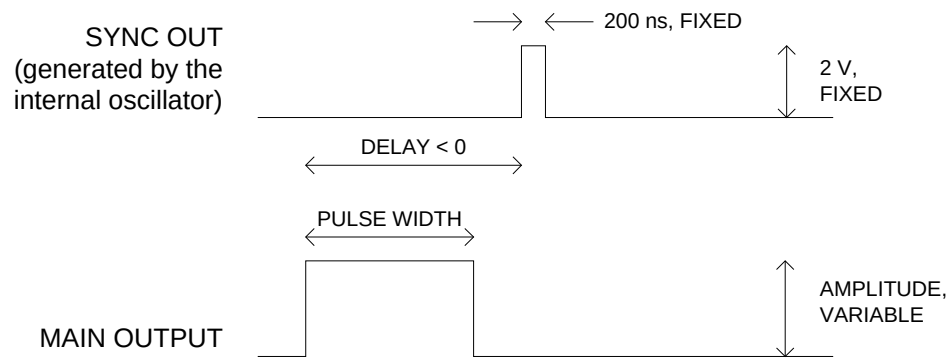 200 ns, FIXED
SYNC OUT
(generated by the
internal oscillator)
2 V,
FIXED
DELAY < 0
PULSE WIDTH
AMPLITUDE,
VARIABLE
MAIN OUTPUT